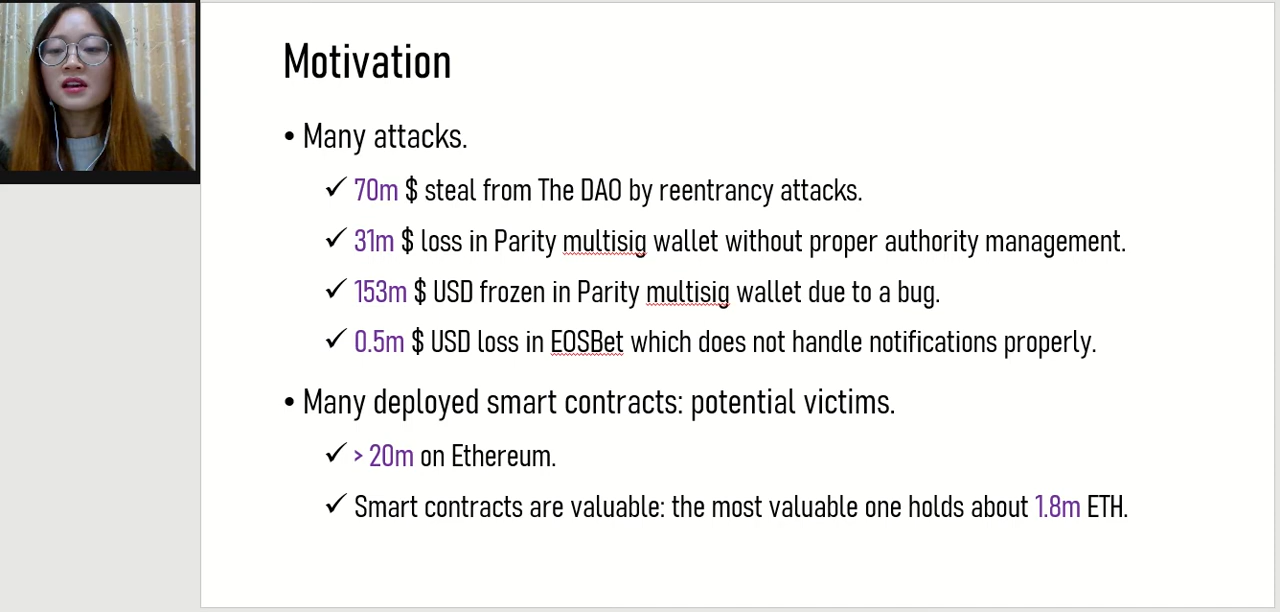 Motivation
• Many attacks.
✓ 70m $ steal from The DAO by reentrancy attacks.
✓ 31m $ loss in Parity multisig wallet without proper authority management.
✓ 153m $ USD frozen in Parity multisig wallet due to a bug.
✓ 0.5m $ USD loss in EOSBet which does not handle notifications properly.
• Many deployed smart contracts: potential victims.
✓ > 20m on Ethereum.
✓ Smart contracts are valuable: the most valuable one holds about 1.8m ETH.